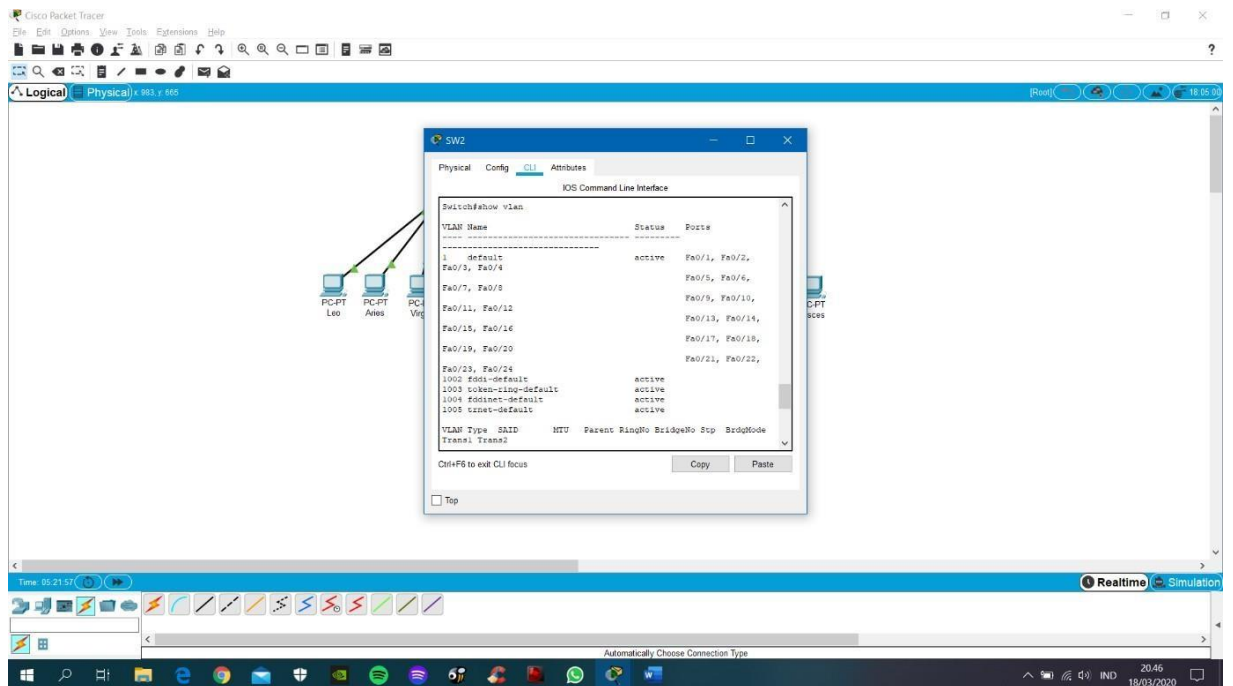 Cisco Packet Tracer
File Edit Options View Tools Extensions Help
?
Logical Physical x: 983, y: 665
[Root] 18:05:00
SW2
Physical Config CLI Attributes
IOS Command Line Interface
Switch#show vlan
VLAN Name Status Ports
---- -------------------------------- ---------
-------------------------------
1 default active Fa0/1, Fa0/2,
Fa0/3, Fa0/4
Fa0/5, Fa0/6,
Fa0/7, Fa0/8
Fa0/9, Fa0/10,
Fa0/11, Fa0/12
Fa0/13, Fa0/14,
Fa0/15, Fa0/16
Fa0/17, Fa0/18,
Fa0/19, Fa0/20
Fa0/21, Fa0/22,
Fa0/23, Fa0/24
1002 fddi-default active
1003 token-ring-default active
1004 fddinet-default active
1005 trnet-default active
VLAN Type SAID MTU Parent RingNo BridgeNo Stp BrdgMode
Trans1 Trans2
Ctrl+F6 to exit CLI focus
Copy Paste
Top
PC-PT
Leo
PC-PT
Aries
Time: 05:21:57
Realtime Simulation
Automatically Choose Connection Type
IND
20.46
18/03/2020